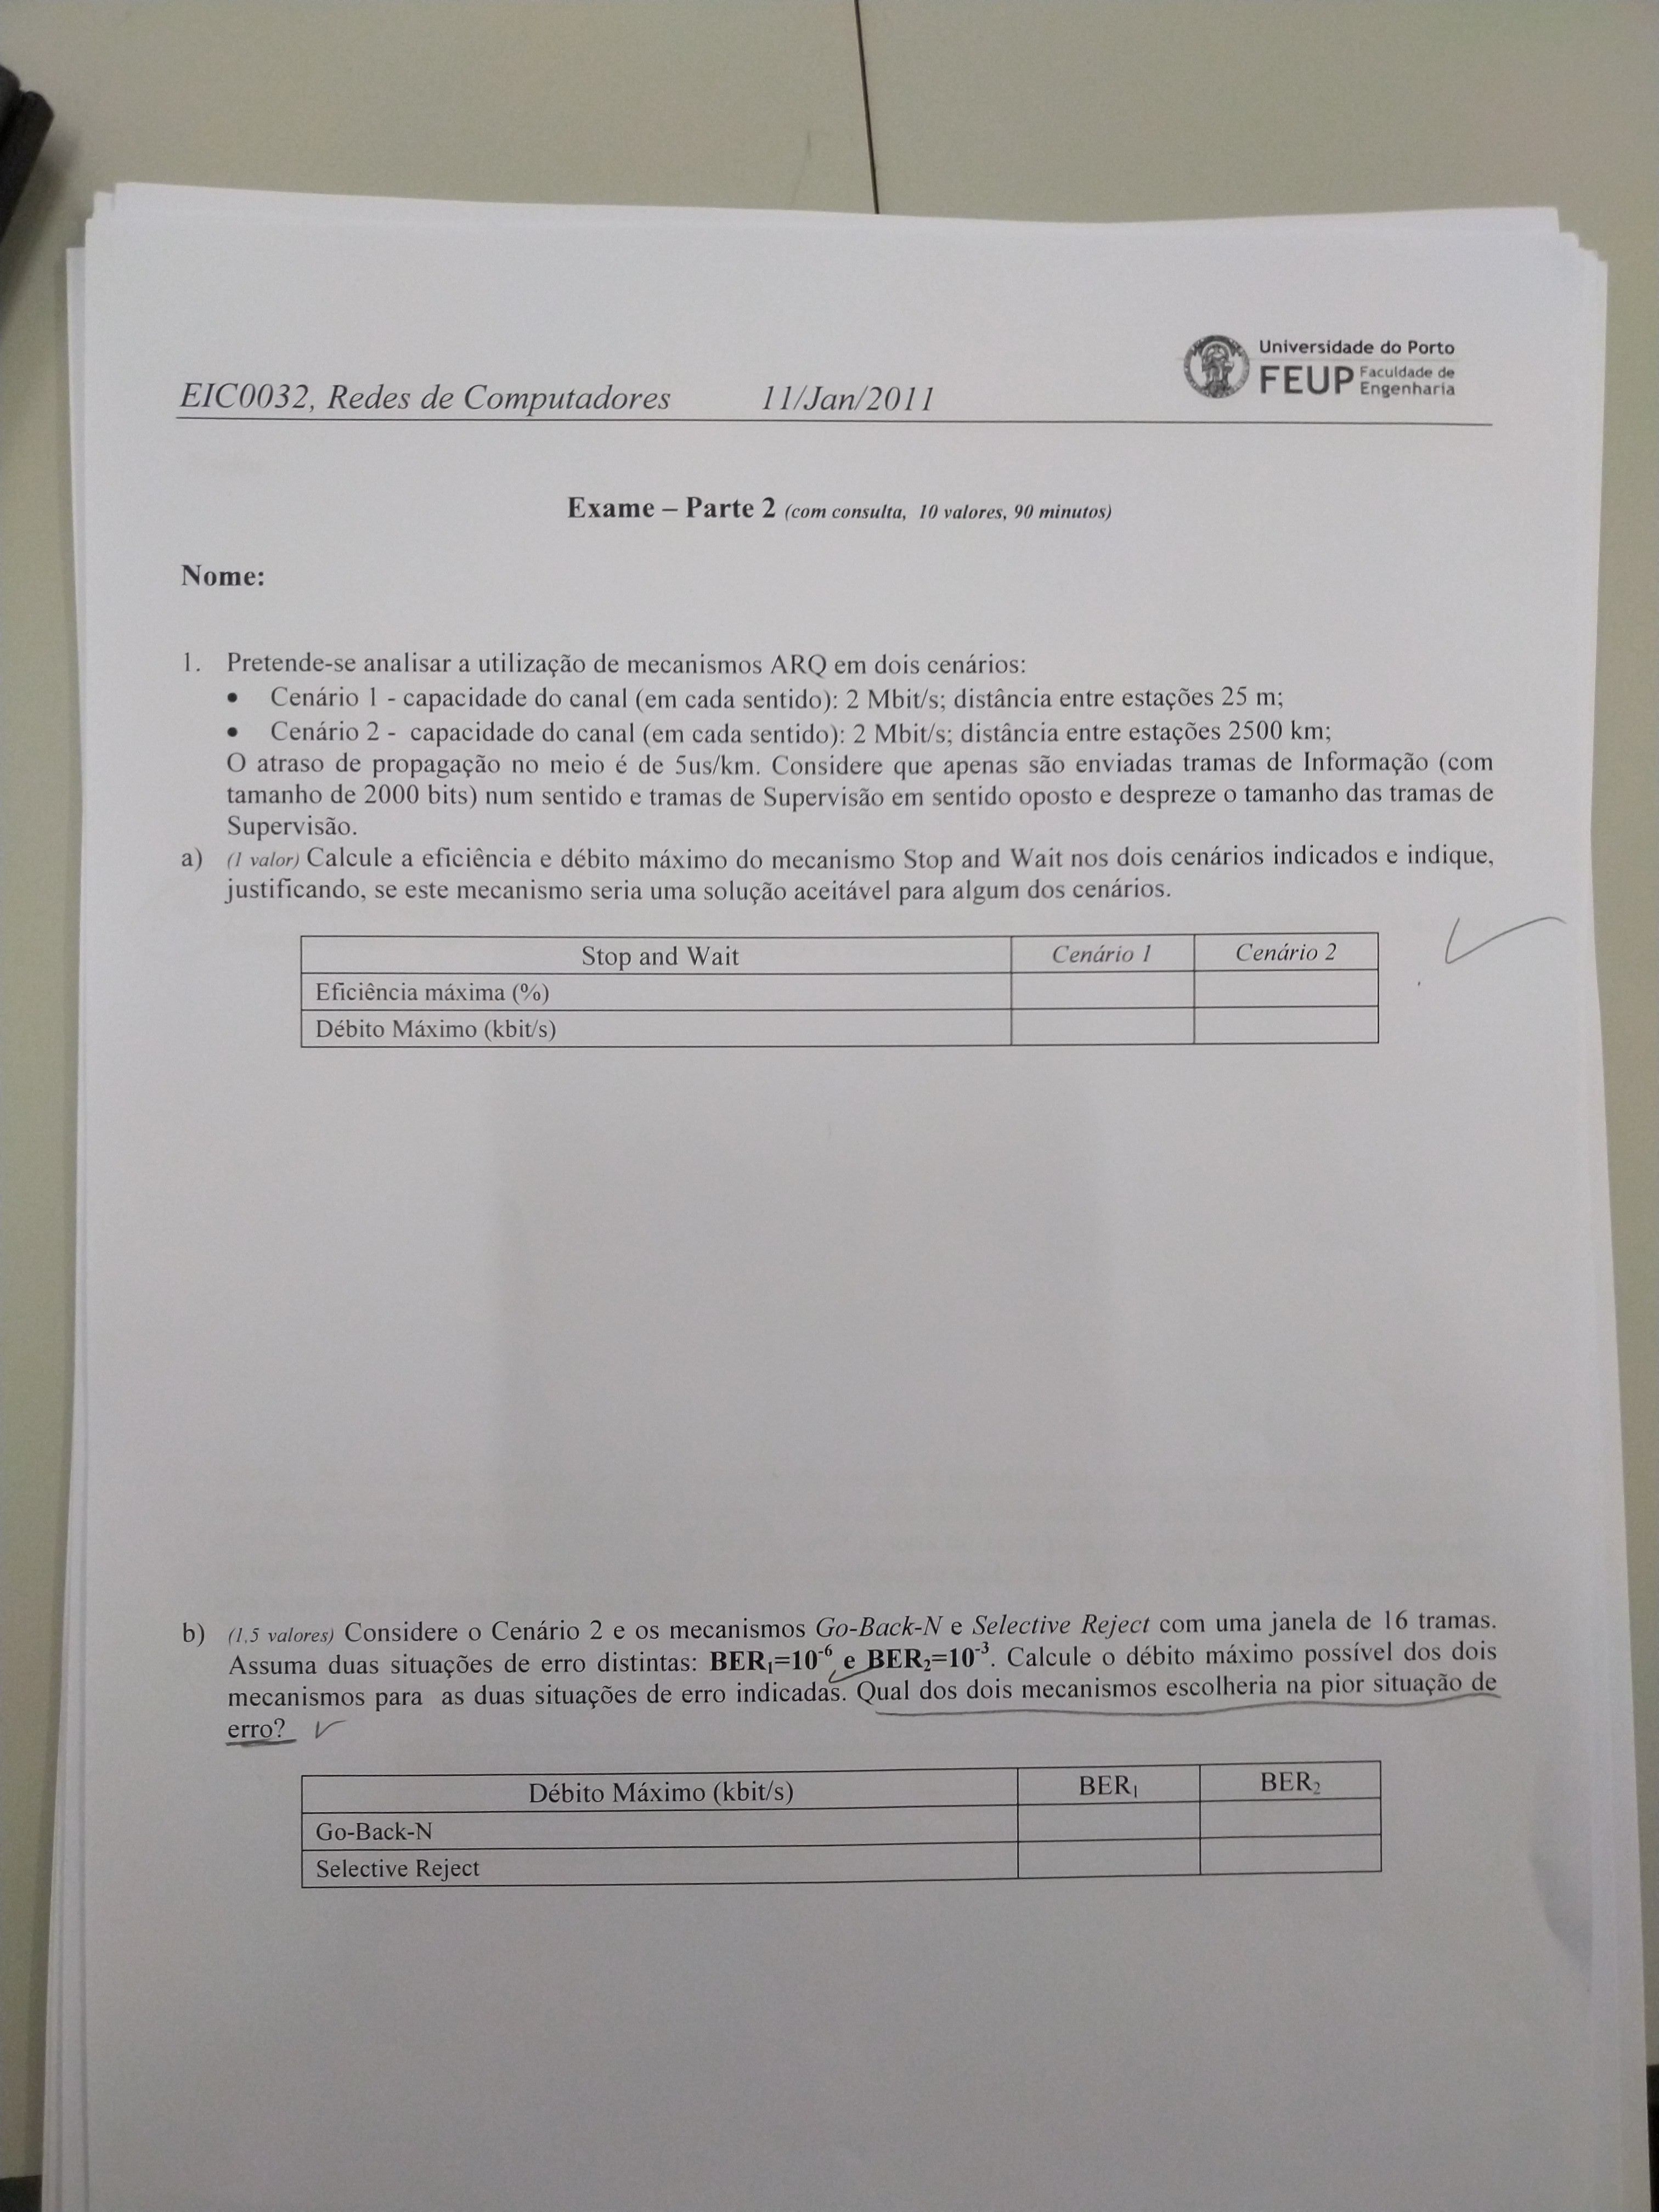 Universidade do Porto
FEUP Faculdade de
Engenharia
EIC0032, Redes de Computadores 11/Jan/2011
Exame – Parte 2 (com consulta, 10 valores, 90 minutos)
Nome:
1. Pretende-se analisar a utilização de mecanismos ARQ em dois cenários:
• Cenário 1 - capacidade do canal (em cada sentido): 2 Mbit/s; distância entre estações 25 m;
• Cenário 2 - capacidade do canal (em cada sentido): 2 Mbit/s; distância entre estações 2500 km;
O atraso de propagação no meio é de 5us/km. Considere que apenas são enviadas tramas de Informação (com
tamanho de 2000 bits) num sentido e tramas de Supervisão em sentido oposto e despreze o tamanho das tramas de
Supervisão.
a) (1 valor) Calcule a eficiência e débito máximo do mecanismo Stop and Wait nos dois cenários indicados e indique,
justificando, se este mecanismo seria uma solução aceitável para algum dos cenários.
Stop and Wait Cenário 1 Cenário 2
Eficiência máxima (%)
Débito Máximo (kbit/s)
b) (1,5 valores) Considere o Cenário 2 e os mecanismos Go-Back-N e Selective Reject com uma janela de 16 tramas.
Assuma duas situações de erro distintas: BER₁=10⁻⁶ e BER₂=10⁻³. Calcule o débito máximo possível dos dois
mecanismos para as duas situações de erro indicadas. Qual dos dois mecanismos escolheria na pior situação de
erro?
Débito Máximo (kbit/s) BER₁ BER₂
Go-Back-N
Selective Reject